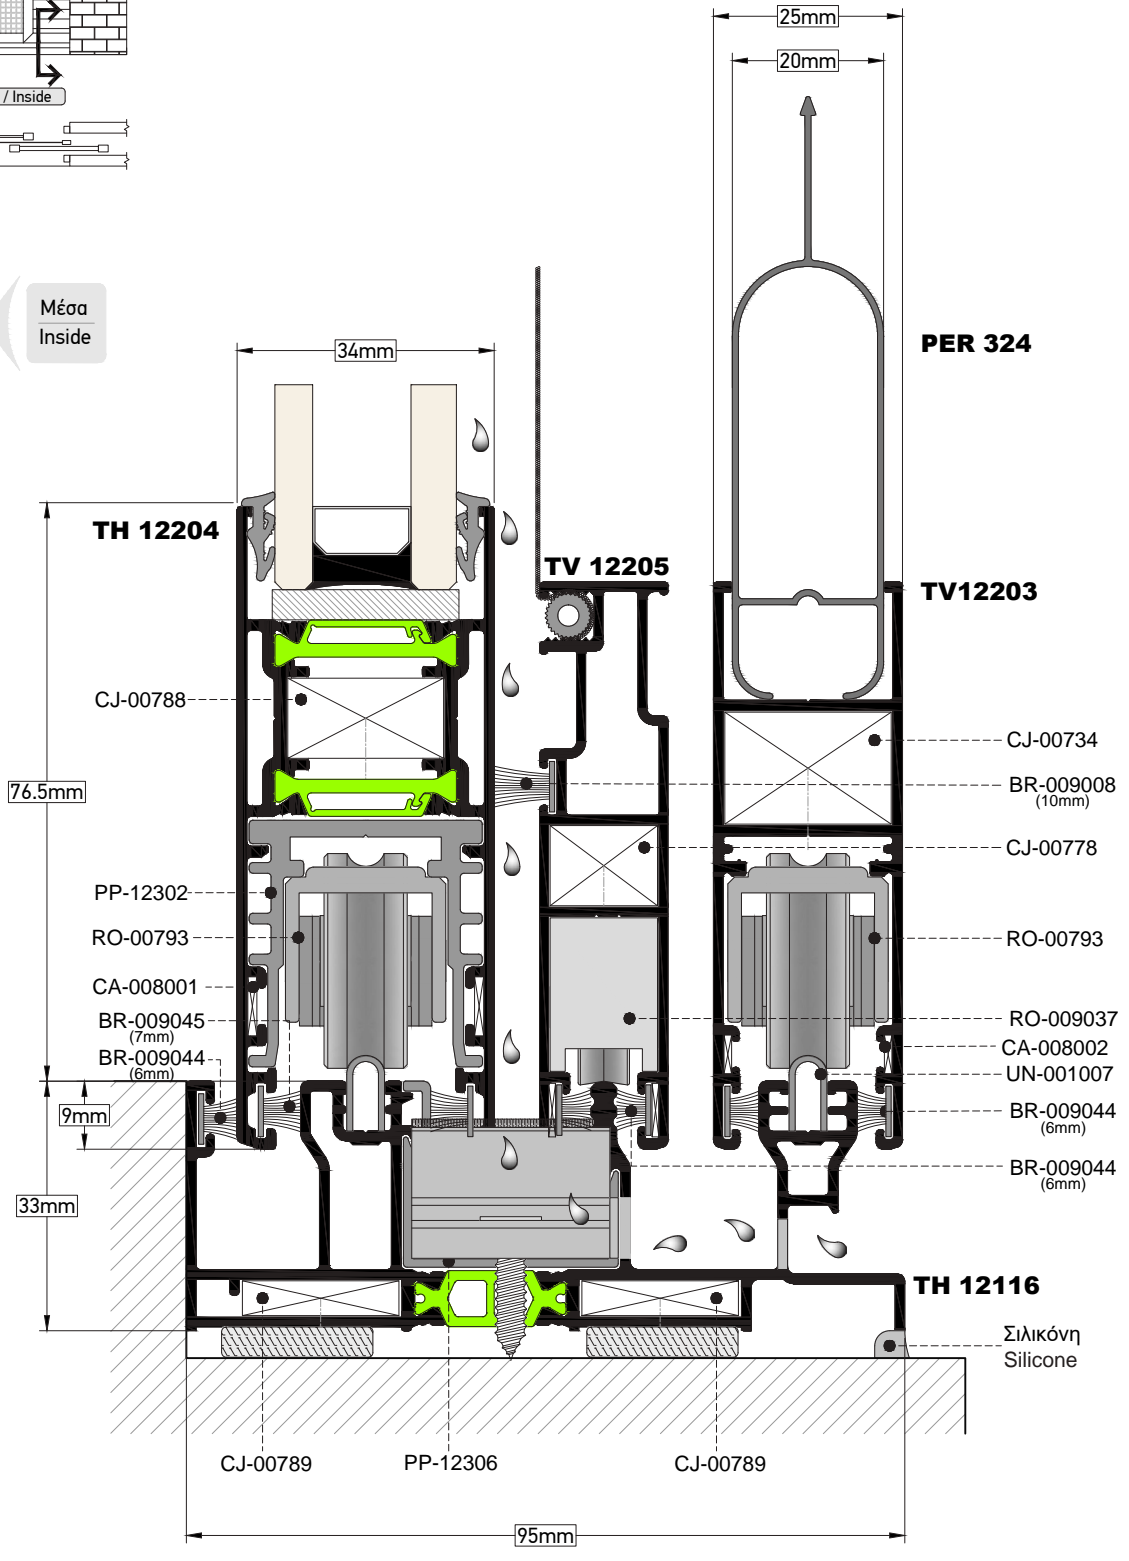 25mm
20mm
/ Inside
Μέσα
Inside
34mm
PER 324
TH 12204
TV 12205
TV12203
CJ-00788
CJ-00734
76.5mm
BR-009008
(10mm)
CJ-00778
PP-12302
RO-00793
RO-00793
CA-008001
BR-009045
(7mm)
RO-009037
CA-008002
BR-009044
(6mm)
UN-001007
9mm
BR-009044
(6mm)
BR-009044
(6mm)
33mm
TH 12116
Σιλικόνη
Silicone
CJ-00789
PP-12306
CJ-00789
95mm